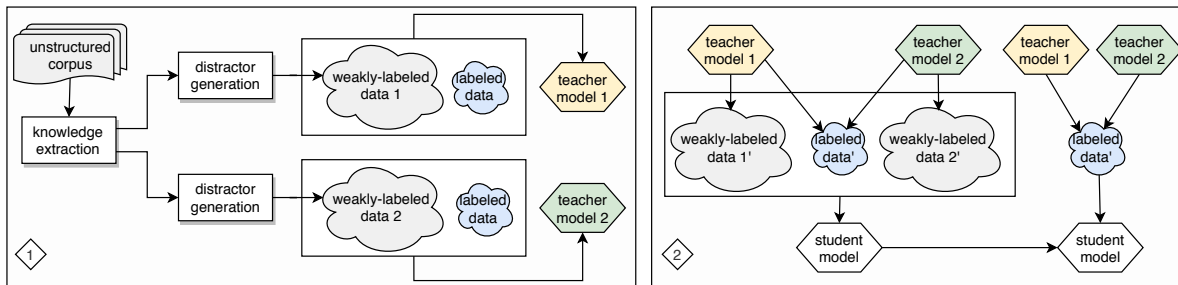 unstructured
corpus
knowledge
extraction
distractor
generation
weakly-labeled
data 1
labeled
data
teacher
model 1
distractor
generation
weakly-labeled
data 2
labeled
data
teacher
model 2
1
teacher
model 1
teacher
model 2
teacher
model 1
teacher
model 2
weakly-labeled
data 1'
labeled
data'
weakly-labeled
data 2'
labeled
data'
student
model
student
model
2